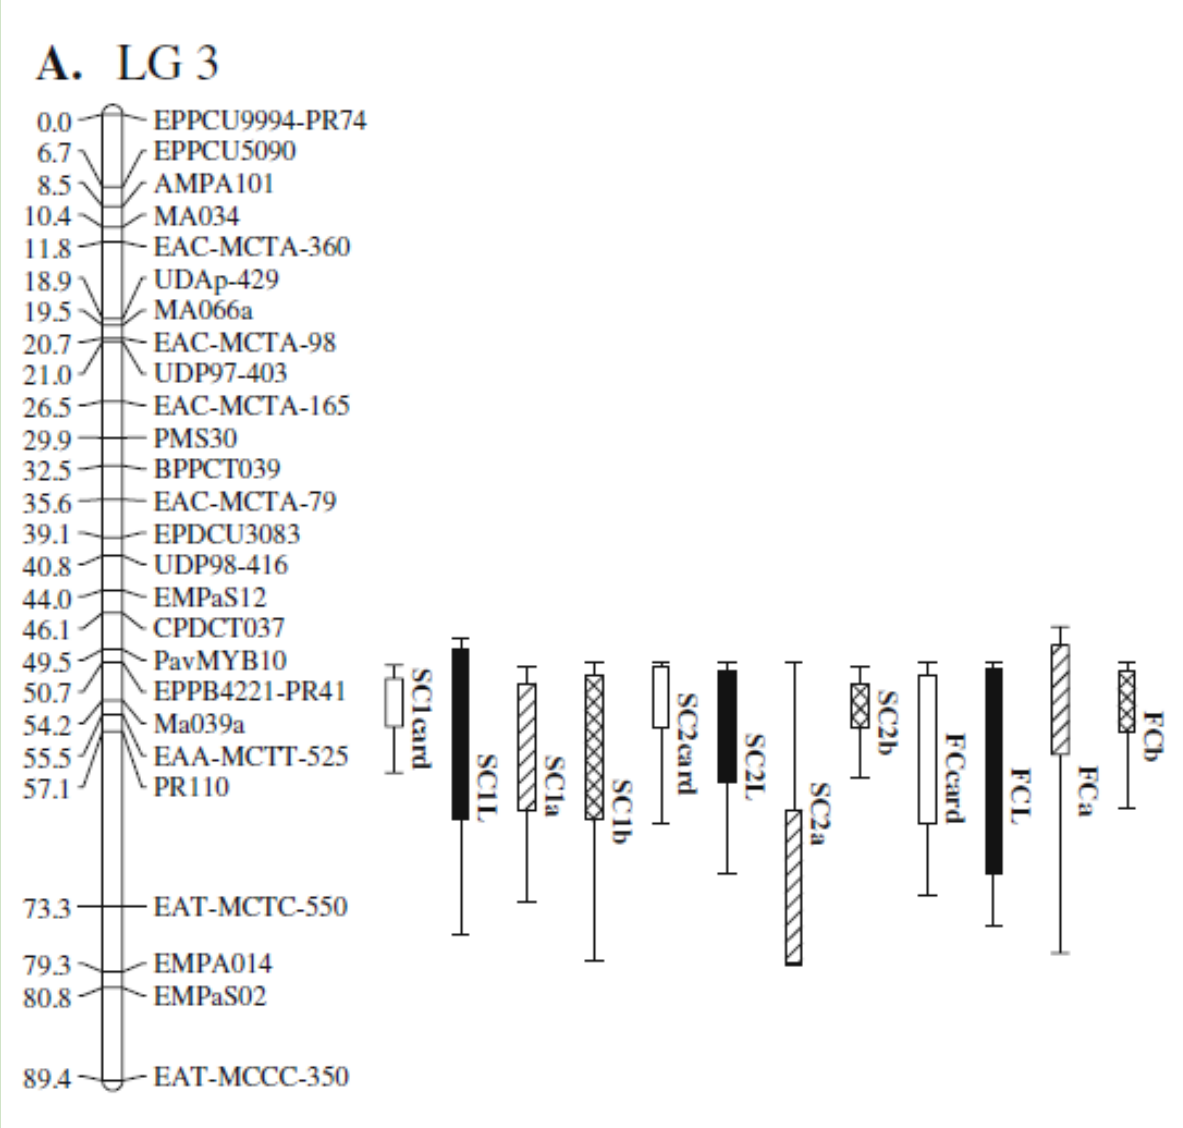 A. LG 3
0.0 EPPCU9994-PR74
6.7 EPPCU5090
8.5 AMPA101
10.4 MA034
11.8 EAC-MCTA-360
18.9 UDAp-429
19.5 MA066a
20.7 EAC-MCTA-98
21.0 UDP97-403
26.5 EAC-MCTA-165
29.9 PMS30
32.5 BPPCT039
35.6 EAC-MCTA-79
39.1 EPDCU3083
40.8 UDP98-416
44.0 EMPaS12
46.1 CPDCT037
49.5 PavMYB10
50.7 EPPB4221-PR41
54.2 Ma039a
55.5 EAA-MCTT-525
57.1 PR110
73.3 EAT-MCTC-550
79.3 EMPA014
80.8 EMPaS02
89.4 EAT-MCCC-350
SC1card
SC1L
SC1a
SC1b
SC2card
SC2L
SC2a
SC2b
FCcard
FCL
FCa
FCb